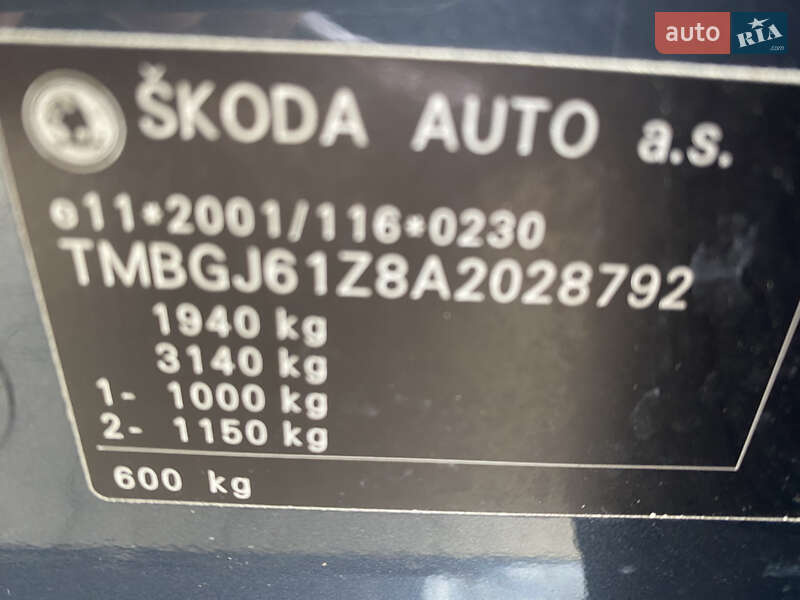 auto RIA .com
ŠKODA AUTO a.s.
e11*2001/116*0230
TMBGJ61Z8A2028792
1940 kg
3140 kg
1- 1000 kg
2- 1150 kg
600 kg